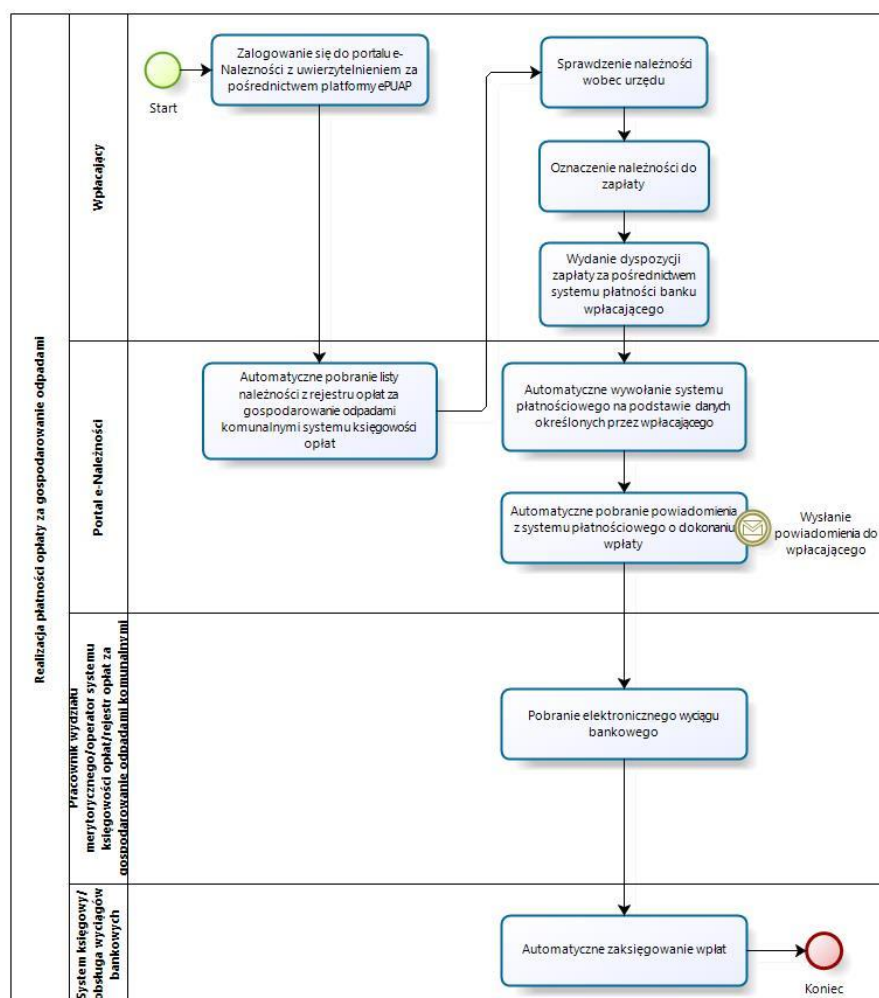 Realizacja płatności opłaty za gospodarowanie odpadami
Wpłacający
Start
Zalogowanie się do portalu e-
Nalezności z uwierzytelnieniem za
pośrednictwem platformy ePUAP
Sprawdzenie należności
wobec urzędu
Oznaczenie należności do
zapłaty
Wydanie dyspozycji
zapłaty za pośrednictwem
systemu płatności banku
wpłacającego
Portal e-Należności
Automatyczne pobranie listy
należności z rejestru opłat za
gospodarowanie odpadami
komunalnymi systemu księgowości
opłat
Automatyczne wywołanie systemu
płatnościowego na podstawie danych
określonych przez wpłacającego
Automatyczne pobranie powiadomienia
z systemu płatnościowego o dokonaniu
wpłaty
Wysłanie
powiadomienia do
wpłacającego
Pracownik wydziału
merytorycznego/operator systemu
księgowości opłat/rejestr opłat za
gospodarowanie odpadami komunalnymi
Pobranie elektronicznego wyciągu
bankowego
System księgowy/
obsługa wyciągów
bankowych
Automatyczne zaksięgowanie wpłat
Koniec